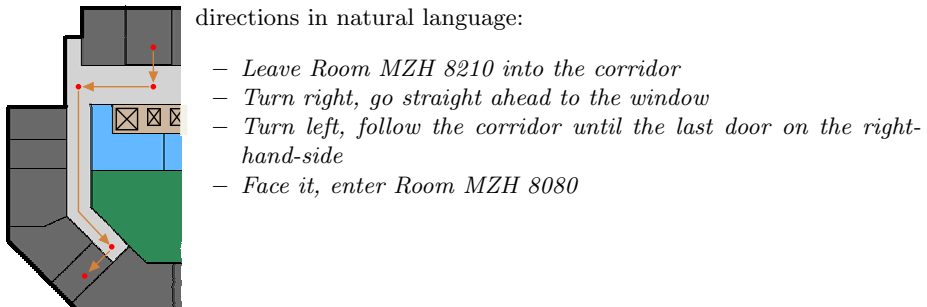 directions in natural language:
– Leave Room MZH 8210 into the corridor
– Turn right, go straight ahead to the window
– Turn left, follow the corridor until the last door on the right-
hand-side
– Face it, enter Room MZH 8080